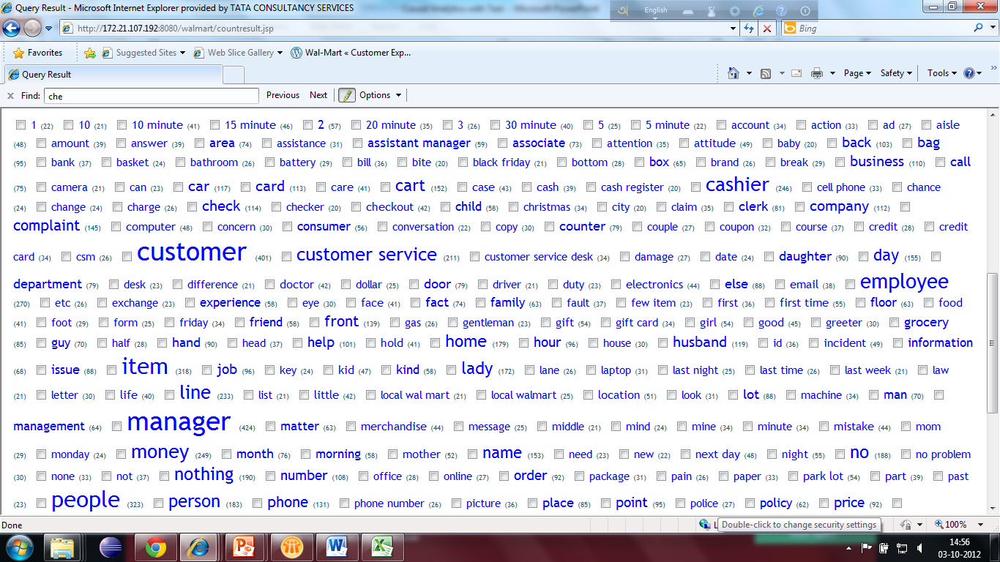 Query Result - Microsoft Internet Explorer provided by TATA CONSULTANCY SERVICES
English
http://172.21.107.192:8080/walmart/countresult.jsp
Bing
Favorites Suggested Sites Web Slice Gallery Wal-Mart « Customer Exp...
Query Result
Page Safety Tools
Find: che Previous Next Options
1 (22) 10 (21) 10 minute (41) 15 minute (46) 2 (57) 20 minute (35) 3 (26) 30 minute (40) 5 (25) 5 minute (22) account (34) action (33) ad (27) aisle
(48) amount (39) answer (39) area (74) assistance (31) assistant manager (59) associate (73) attention (35) attitude (49) baby (20) back (103) bag
(95) bank (37) basket (24) bathroom (26) battery (29) bill (36) bite (20) black friday (21) bottom (28) box (65) brand (26) break (29) business (110) call
(75) camera (21) can (23) car (117) card (113) care (41) cart (152) case (43) cash (39) cash register (20) cashier (246) cell phone (33) chance
(24) change (24) charge (26) check (114) checker (20) checkout (42) child (58) christmas (34) city (20) claim (35) clerk (81) company (112)
complaint (145) computer (48) concern (30) consumer (56) conversation (22) copy (30) counter (79) couple (27) coupon (32) course (37) credit (28) credit
card (34) csm (26) customer (401) customer service (211) customer service desk (34) damage (27) date (24) daughter (90) day (155)
department (79) desk (23) difference (21) doctor (42) dollar (25) door (79) driver (21) duty (23) electronics (44) else (88) email (38) employee
(270) etc (26) exchange (23) experience (58) eye (30) face (41) fact (74) family (63) fault (37) few item (23) first (36) first time (55) floor (63) food
(41) foot (29) form (25) friday (34) friend (58) front (139) gas (26) gentleman (23) gift (54) gift card (34) girl (54) good (45) greeter (30) grocery
(85) guy (70) half (28) hand (90) head (37) help (101) hold (41) home (179) hour (96) house (30) husband (119) id (36) incident (49) information
(68) issue (88) item (318) job (96) key (24) kid (47) kind (58) lady (172) lane (26) laptop (31) last night (25) last time (26) last week (21) law
(21) letter (30) life (40) line (233) list (21) little (42) local wal mart (21) local walmart (25) location (51) look (31) lot (88) machine (34) man (70)
management (64) manager (424) matter (63) merchandise (44) message (25) middle (21) mind (24) mine (34) minute (34) mistake (44) mom
(29) monday (24) money (249) month (76) morning (58) mother (52) name (153) need (23) new (22) next day (48) night (55) no (188) no problem
(30) none (33) not (37) nothing (190) number (108) office (28) online (27) order (92) package (31) pain (26) paper (33) park lot (54) part (39) past
(23) people (323) person (183) phone (131) phone number (26) picture (36) place (85) point (95) police (27) policy (62) price (92)
Done Double-click to change security settings 100%
14:56
03-10-2012